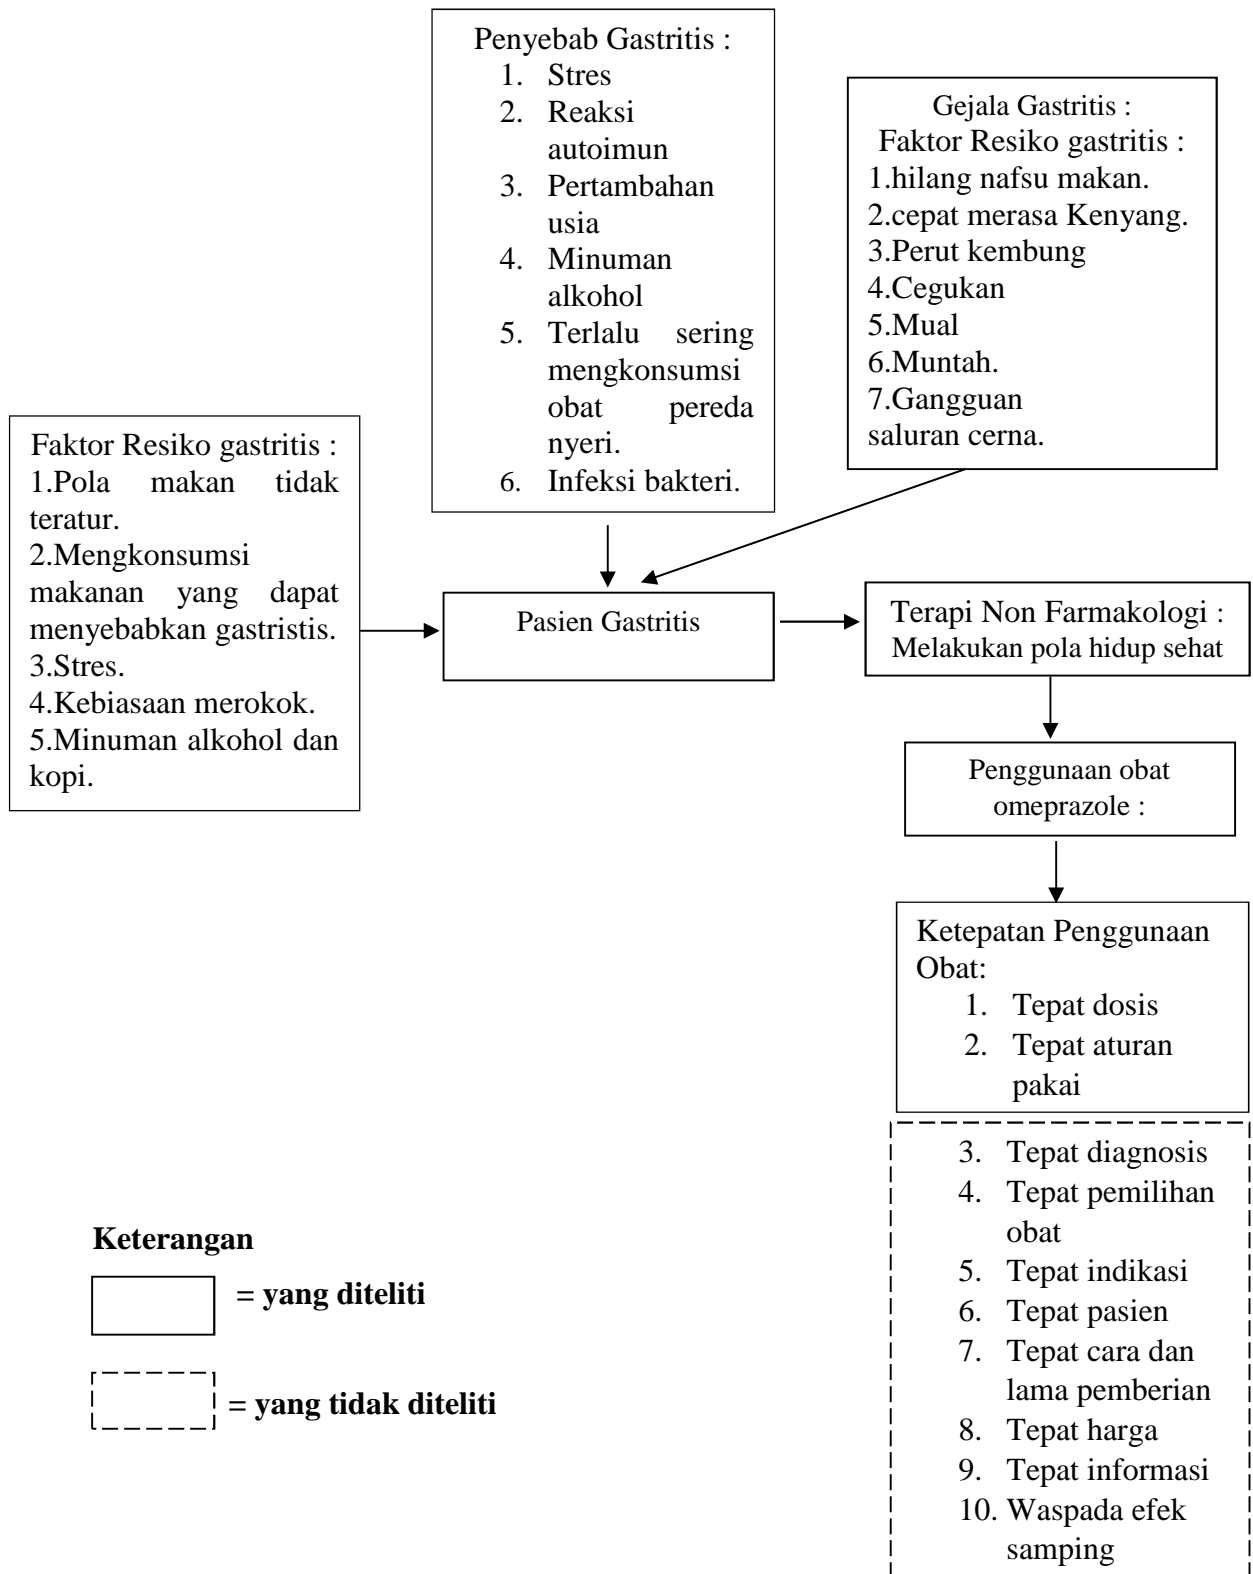 Penyebab Gastritis :
1. Stres
2. Reaksi
autoimun
3. Pertambahan
usia
4. Minuman
alkohol
5. Terlalu sering
mengkonsumsi
obat pereda
nyeri.
6. Infeksi bakteri.
Gejala Gastritis :
Faktor Resiko gastritis :
1.hilang nafsu makan.
2.cepat merasa Kenyang.
3.Perut kembung
4.Cegukan
5.Mual
6.Muntah.
7.Gangguan
saluran cerna.
Faktor Resiko gastritis :
1.Pola makan tidak
teratur.
2.Mengkonsumsi
makanan yang dapat
menyebabkan gastristis.
3.Stres.
4.Kebiasaan merokok.
5.Minuman alkohol dan
kopi.
Pasien Gastritis
Terapi Non Farmakologi :
Melakukan pola hidup sehat
Penggunaan obat
omeprazole :
Ketepatan Penggunaan
Obat:
1. Tepat dosis
2. Tepat aturan
pakai
3. Tepat diagnosis
4. Tepat pemilihan
obat
5. Tepat indikasi
6. Tepat pasien
7. Tepat cara dan
lama pemberian
8. Tepat harga
9. Tepat informasi
10. Waspada efek
samping
Keterangan
= yang diteliti
= yang tidak diteliti